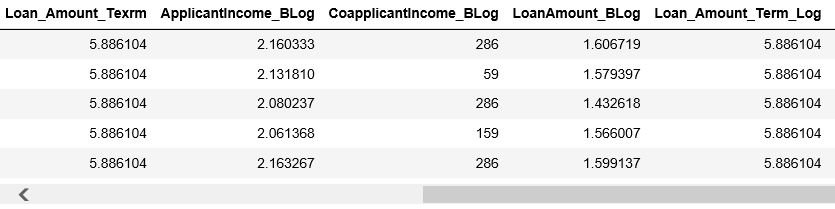 Loan_Amount_Texrm ApplicantIncome_BLog CoapplicantIncome_BLog LoanAmount_BLog Loan_Amount_Term_Log
5.886104 2.160333 286 1.606719 5.886104
5.886104 2.131810 59 1.579397 5.886104
5.886104 2.080237 286 1.432618 5.886104
5.886104 2.061368 159 1.566007 5.886104
5.886104 2.163267 286 1.599137 5.886104